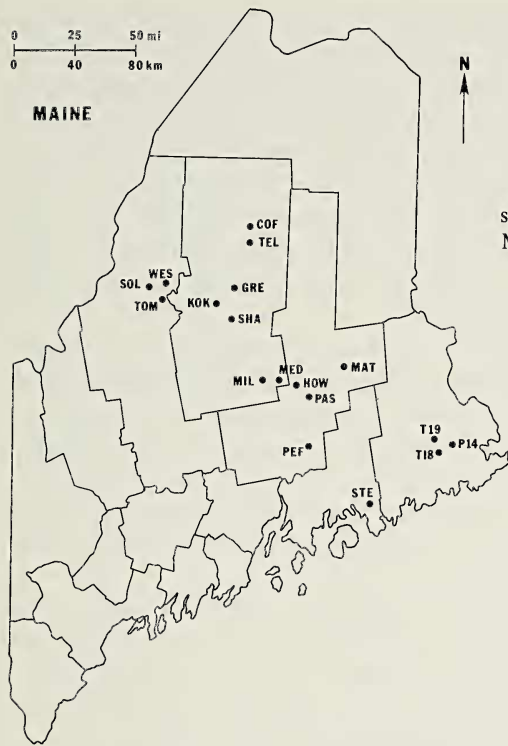 0 25 50 mi
0 40 80 km
MAINE
N
s
N
COF
TEL
WES
SOL
TOM
GRE
KOK
SHA
MED
MIL
HOW
MAT
PAS
PEF
T19
P14
T18
STE